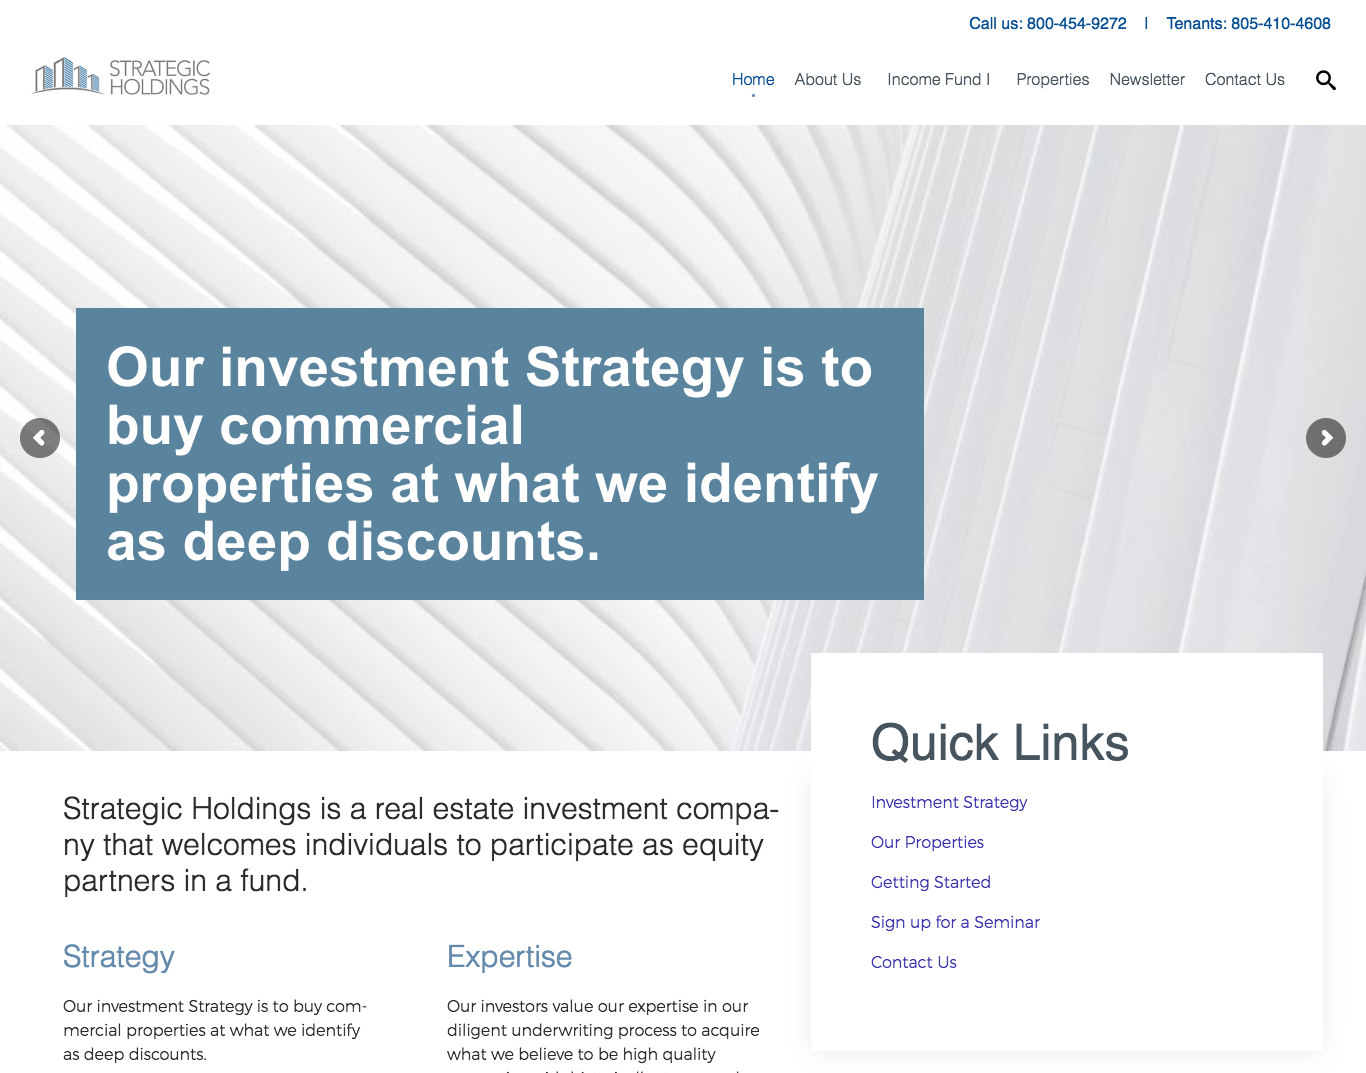 Call us: 800-454-9272 | Tenants: 805-410-4608
STRATEGIC
HOLDINGS
Home About Us Income Fund I Properties Newsletter Contact Us
Our investment Strategy is to
buy commercial
properties at what we identify
as deep discounts.
Quick Links
Investment Strategy
Our Properties
Getting Started
Sign up for a Seminar
Contact Us
Strategic Holdings is a real estate investment compa-
ny that welcomes individuals to participate as equity
partners in a fund.
Strategy
Our investment Strategy is to buy com-
mercial properties at what we identify
as deep discounts.
Expertise
Our investors value our expertise in our
diligent underwriting process to acquire
what we believe to be high quality